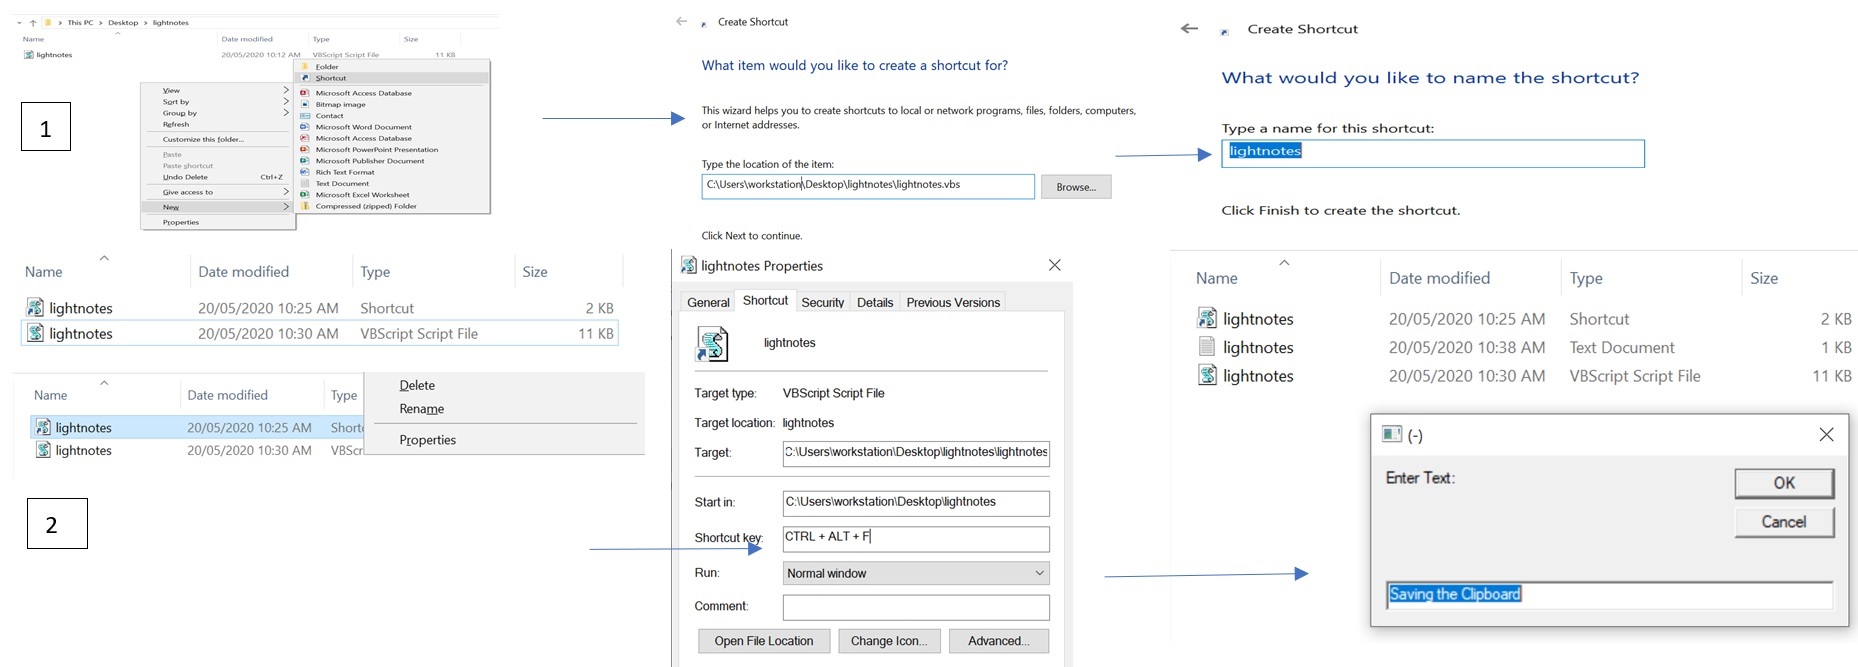 This PC > Desktop > lightnotes
Name Date modified Type Size
lightnotes 20/05/2020 10:12 AM VBScript Script File 11 KB
View
Sort by
Group by
Refresh
Customize this folder...
Paste
Paste shortcut
Undo Delete Ctrl+Z
Give access to
New
Properties
Folder
Shortcut
Microsoft Access Database
Bitmap image
Contact
Microsoft Word Document
Microsoft Access Database
Microsoft PowerPoint Presentation
Microsoft Publisher Document
Rich Text Format
Text Document
Microsoft Excel Worksheet
Compressed (zipped) Folder
1
Create Shortcut
What item would you like to create a shortcut for?
This wizard helps you to create shortcuts to local or network programs, files, folders, computers,
or Internet addresses.
Type the location of the item:
C:\Users\workstation\Desktop\lightnotes\lightnotes.vbs
Browse...
Click Next to continue.
Create Shortcut
What would you like to name the shortcut?
Type a name for this shortcut:
lightnotes
Click Finish to create the shortcut.
Name Date modified Type Size
lightnotes 20/05/2020 10:25 AM Shortcut 2 KB
lightnotes 20/05/2020 10:30 AM VBScript Script File 11 KB
Name Date modified Type
lightnotes 20/05/2020 10:25 AM Shortc
lightnotes 20/05/2020 10:30 AM VBScr
Delete
Rename
Properties
2
lightnotes Properties
General Shortcut Security Details Previous Versions
lightnotes
Target type: VBScript Script File
Target location: lightnotes
Target: C:\Users\workstation\Desktop\lightnotes\lightnotes
Start in: C:\Users\workstation\Desktop\lightnotes
Shortcut key: CTRL + ALT + F
Run: Normal window
Comment:
Open File Location Change Icon... Advanced...
Name Date modified Type Size
lightnotes 20/05/2020 10:25 AM Shortcut 2 KB
lightnotes 20/05/2020 10:38 AM Text Document 1 KB
lightnotes 20/05/2020 10:30 AM VBScript Script File 11 KB
(-)
Enter Text:
OK
Cancel
Saving the Clipboard